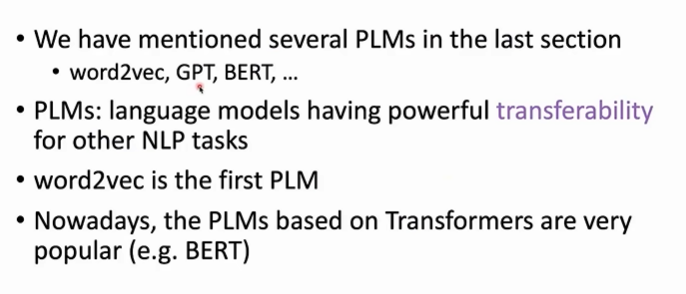 • We have mentioned several PLMs in the last section
• word2vec, GPT, BERT, ...
• PLMs: language models having powerful transferability
for other NLP tasks
• word2vec is the first PLM
• Nowadays, the PLMs based on Transformers are very
popular (e.g. BERT)